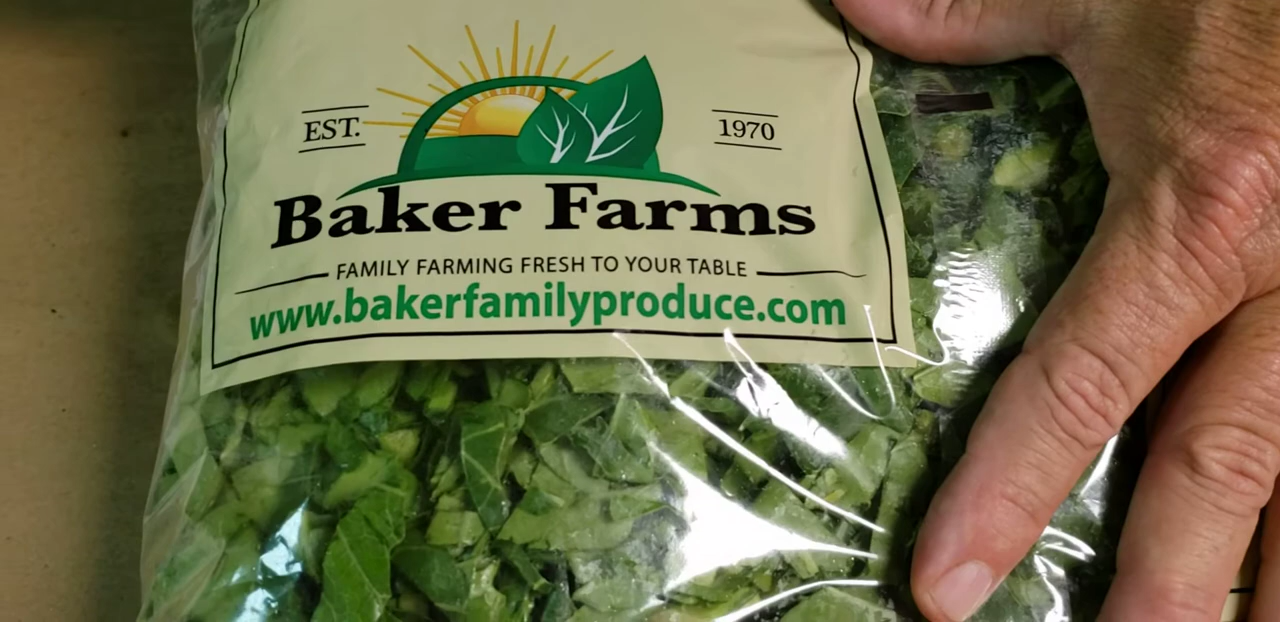 EST.
1970
Baker Farms
FAMILY FARMING FRESH TO YOUR TABLE
www.bakerfamilyproduce.com